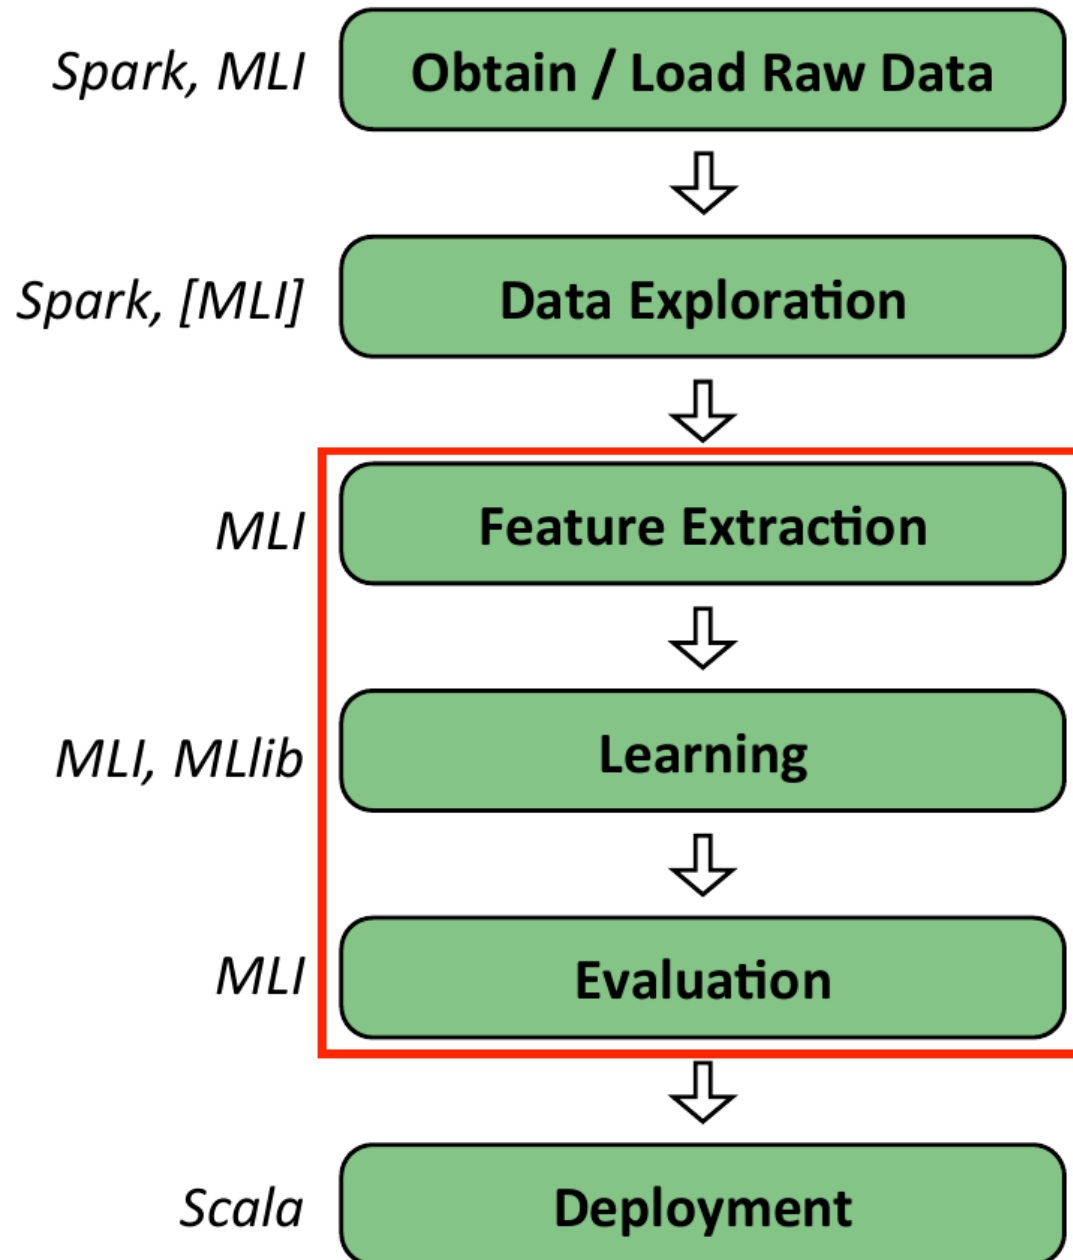 Spark, MLI
Obtain / Load Raw Data
Spark, [MLI]
Data Exploration
MLI
Feature Extraction
MLI, MLlib
Learning
MLI
Evaluation
Scala
Deployment